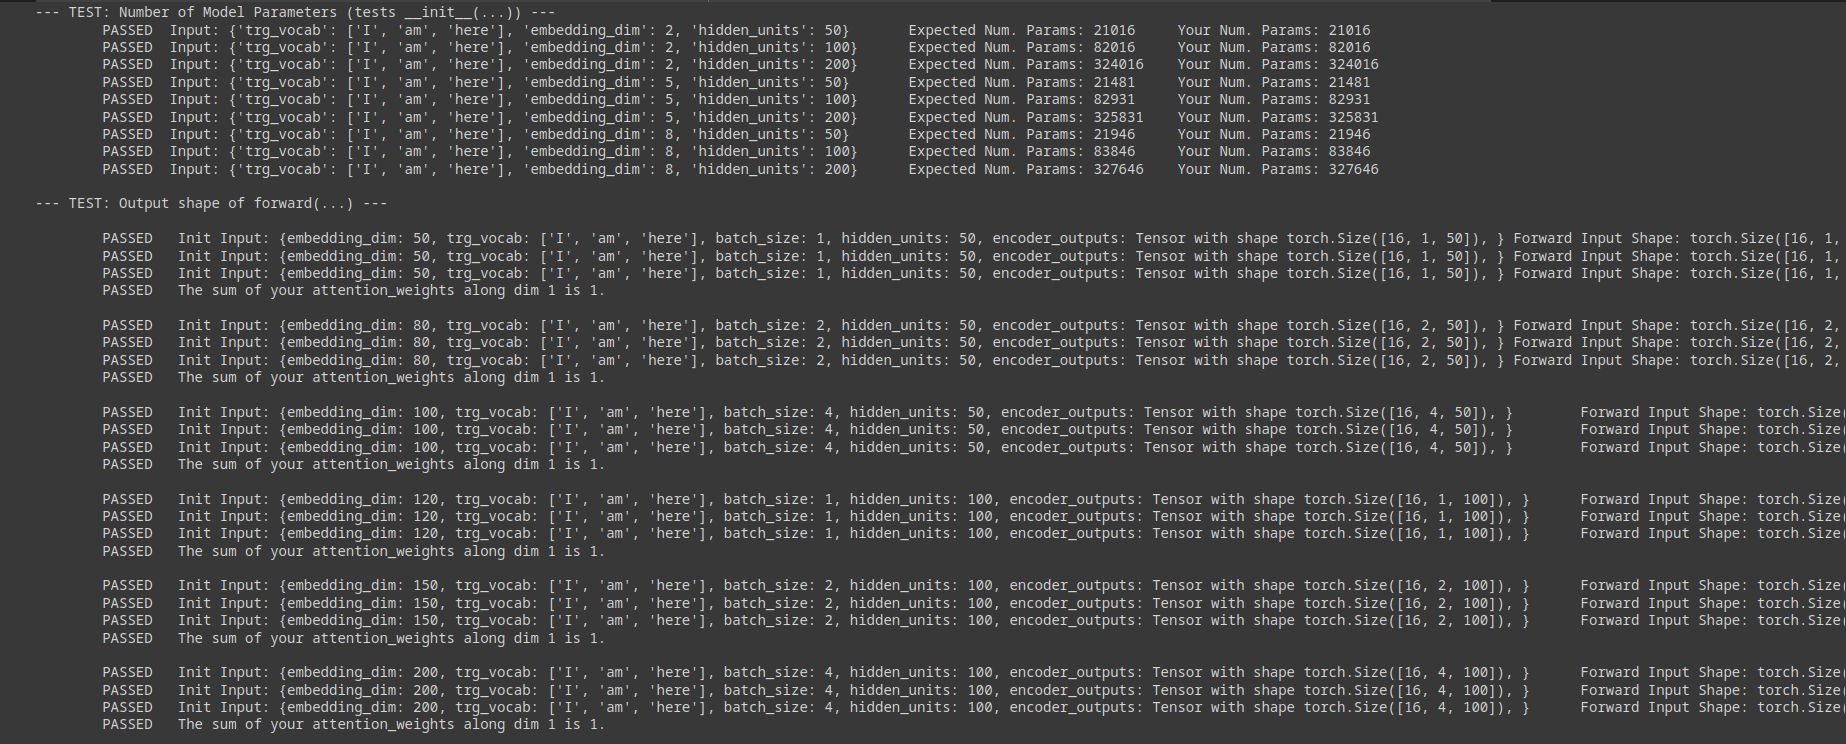 --- TEST: Number of Model Parameters (tests __init__(...)) ---
PASSED  Input: {'trg_vocab': ['I', 'am', 'here'], 'embedding_dim': 2, 'hidden_units': 50}  Expected Num. Params: 21016  Your Num. Params: 21016
PASSED  Input: {'trg_vocab': ['I', 'am', 'here'], 'embedding_dim': 2, 'hidden_units': 100}  Expected Num. Params: 82016  Your Num. Params: 82016
PASSED  Input: {'trg_vocab': ['I', 'am', 'here'], 'embedding_dim': 2, 'hidden_units': 200}  Expected Num. Params: 324016  Your Num. Params: 324016
PASSED  Input: {'trg_vocab': ['I', 'am', 'here'], 'embedding_dim': 5, 'hidden_units': 50}  Expected Num. Params: 21481  Your Num. Params: 21481
PASSED  Input: {'trg_vocab': ['I', 'am', 'here'], 'embedding_dim': 5, 'hidden_units': 100}  Expected Num. Params: 82931  Your Num. Params: 82931
PASSED  Input: {'trg_vocab': ['I', 'am', 'here'], 'embedding_dim': 5, 'hidden_units': 200}  Expected Num. Params: 325831  Your Num. Params: 325831
PASSED  Input: {'trg_vocab': ['I', 'am', 'here'], 'embedding_dim': 8, 'hidden_units': 50}  Expected Num. Params: 21946  Your Num. Params: 21946
PASSED  Input: {'trg_vocab': ['I', 'am', 'here'], 'embedding_dim': 8, 'hidden_units': 100}  Expected Num. Params: 83846  Your Num. Params: 83846
PASSED  Input: {'trg_vocab': ['I', 'am', 'here'], 'embedding_dim': 8, 'hidden_units': 200}  Expected Num. Params: 327646  Your Num. Params: 327646
--- TEST: Output shape of forward(...) ---
PASSED   Init Input: {embedding_dim: 50, trg_vocab: ['I', 'am', 'here'], batch_size: 1, hidden_units: 50, encoder_outputs: Tensor with shape torch.Size([16, 1, 50]), } Forward Input Shape: torch.Size([16, 1,
PASSED   Init Input: {embedding_dim: 50, trg_vocab: ['I', 'am', 'here'], batch_size: 1, hidden_units: 50, encoder_outputs: Tensor with shape torch.Size([16, 1, 50]), } Forward Input Shape: torch.Size([16, 1,
PASSED   Init Input: {embedding_dim: 50, trg_vocab: ['I', 'am', 'here'], batch_size: 1, hidden_units: 50, encoder_outputs: Tensor with shape torch.Size([16, 1, 50]), } Forward Input Shape: torch.Size([16, 1,
PASSED   The sum of your attention_weights along dim 1 is 1.
PASSED   Init Input: {embedding_dim: 80, trg_vocab: ['I', 'am', 'here'], batch_size: 2, hidden_units: 50, encoder_outputs: Tensor with shape torch.Size([16, 2, 50]), } Forward Input Shape: torch.Size([16, 2,
PASSED   Init Input: {embedding_dim: 80, trg_vocab: ['I', 'am', 'here'], batch_size: 2, hidden_units: 50, encoder_outputs: Tensor with shape torch.Size([16, 2, 50]), } Forward Input Shape: torch.Size([16, 2,
PASSED   Init Input: {embedding_dim: 80, trg_vocab: ['I', 'am', 'here'], batch_size: 2, hidden_units: 50, encoder_outputs: Tensor with shape torch.Size([16, 2, 50]), } Forward Input Shape: torch.Size([16, 2,
PASSED   The sum of your attention_weights along dim 1 is 1.
PASSED   Init Input: {embedding_dim: 100, trg_vocab: ['I', 'am', 'here'], batch_size: 4, hidden_units: 50, encoder_outputs: Tensor with shape torch.Size([16, 4, 50]), }  Forward Input Shape: torch.Size(
PASSED   Init Input: {embedding_dim: 100, trg_vocab: ['I', 'am', 'here'], batch_size: 4, hidden_units: 50, encoder_outputs: Tensor with shape torch.Size([16, 4, 50]), }  Forward Input Shape: torch.Size(
PASSED   Init Input: {embedding_dim: 100, trg_vocab: ['I', 'am', 'here'], batch_size: 4, hidden_units: 50, encoder_outputs: Tensor with shape torch.Size([16, 4, 50]), }  Forward Input Shape: torch.Size(
PASSED   The sum of your attention_weights along dim 1 is 1.
PASSED   Init Input: {embedding_dim: 120, trg_vocab: ['I', 'am', 'here'], batch_size: 1, hidden_units: 100, encoder_outputs: Tensor with shape torch.Size([16, 1, 100]), }  Forward Input Shape: torch.Size(
PASSED   Init Input: {embedding_dim: 120, trg_vocab: ['I', 'am', 'here'], batch_size: 1, hidden_units: 100, encoder_outputs: Tensor with shape torch.Size([16, 1, 100]), }  Forward Input Shape: torch.Size(
PASSED   Init Input: {embedding_dim: 120, trg_vocab: ['I', 'am', 'here'], batch_size: 1, hidden_units: 100, encoder_outputs: Tensor with shape torch.Size([16, 1, 100]), }  Forward Input Shape: torch.Size(
PASSED   The sum of your attention_weights along dim 1 is 1.
PASSED   Init Input: {embedding_dim: 150, trg_vocab: ['I', 'am', 'here'], batch_size: 2, hidden_units: 100, encoder_outputs: Tensor with shape torch.Size([16, 2, 100]), }  Forward Input Shape: torch.Size(
PASSED   Init Input: {embedding_dim: 150, trg_vocab: ['I', 'am', 'here'], batch_size: 2, hidden_units: 100, encoder_outputs: Tensor with shape torch.Size([16, 2, 100]), }  Forward Input Shape: torch.Size(
PASSED   Init Input: {embedding_dim: 150, trg_vocab: ['I', 'am', 'here'], batch_size: 2, hidden_units: 100, encoder_outputs: Tensor with shape torch.Size([16, 2, 100]), }  Forward Input Shape: torch.Size(
PASSED   The sum of your attention_weights along dim 1 is 1.
PASSED   Init Input: {embedding_dim: 200, trg_vocab: ['I', 'am', 'here'], batch_size: 4, hidden_units: 100, encoder_outputs: Tensor with shape torch.Size([16, 4, 100]), }  Forward Input Shape: torch.Size(
PASSED   Init Input: {embedding_dim: 200, trg_vocab: ['I', 'am', 'here'], batch_size: 4, hidden_units: 100, encoder_outputs: Tensor with shape torch.Size([16, 4, 100]), }  Forward Input Shape: torch.Size(
PASSED   Init Input: {embedding_dim: 200, trg_vocab: ['I', 'am', 'here'], batch_size: 4, hidden_units: 100, encoder_outputs: Tensor with shape torch.Size([16, 4, 100]), }  Forward Input Shape: torch.Size(
PASSED   The sum of your attention_weights along dim 1 is 1.